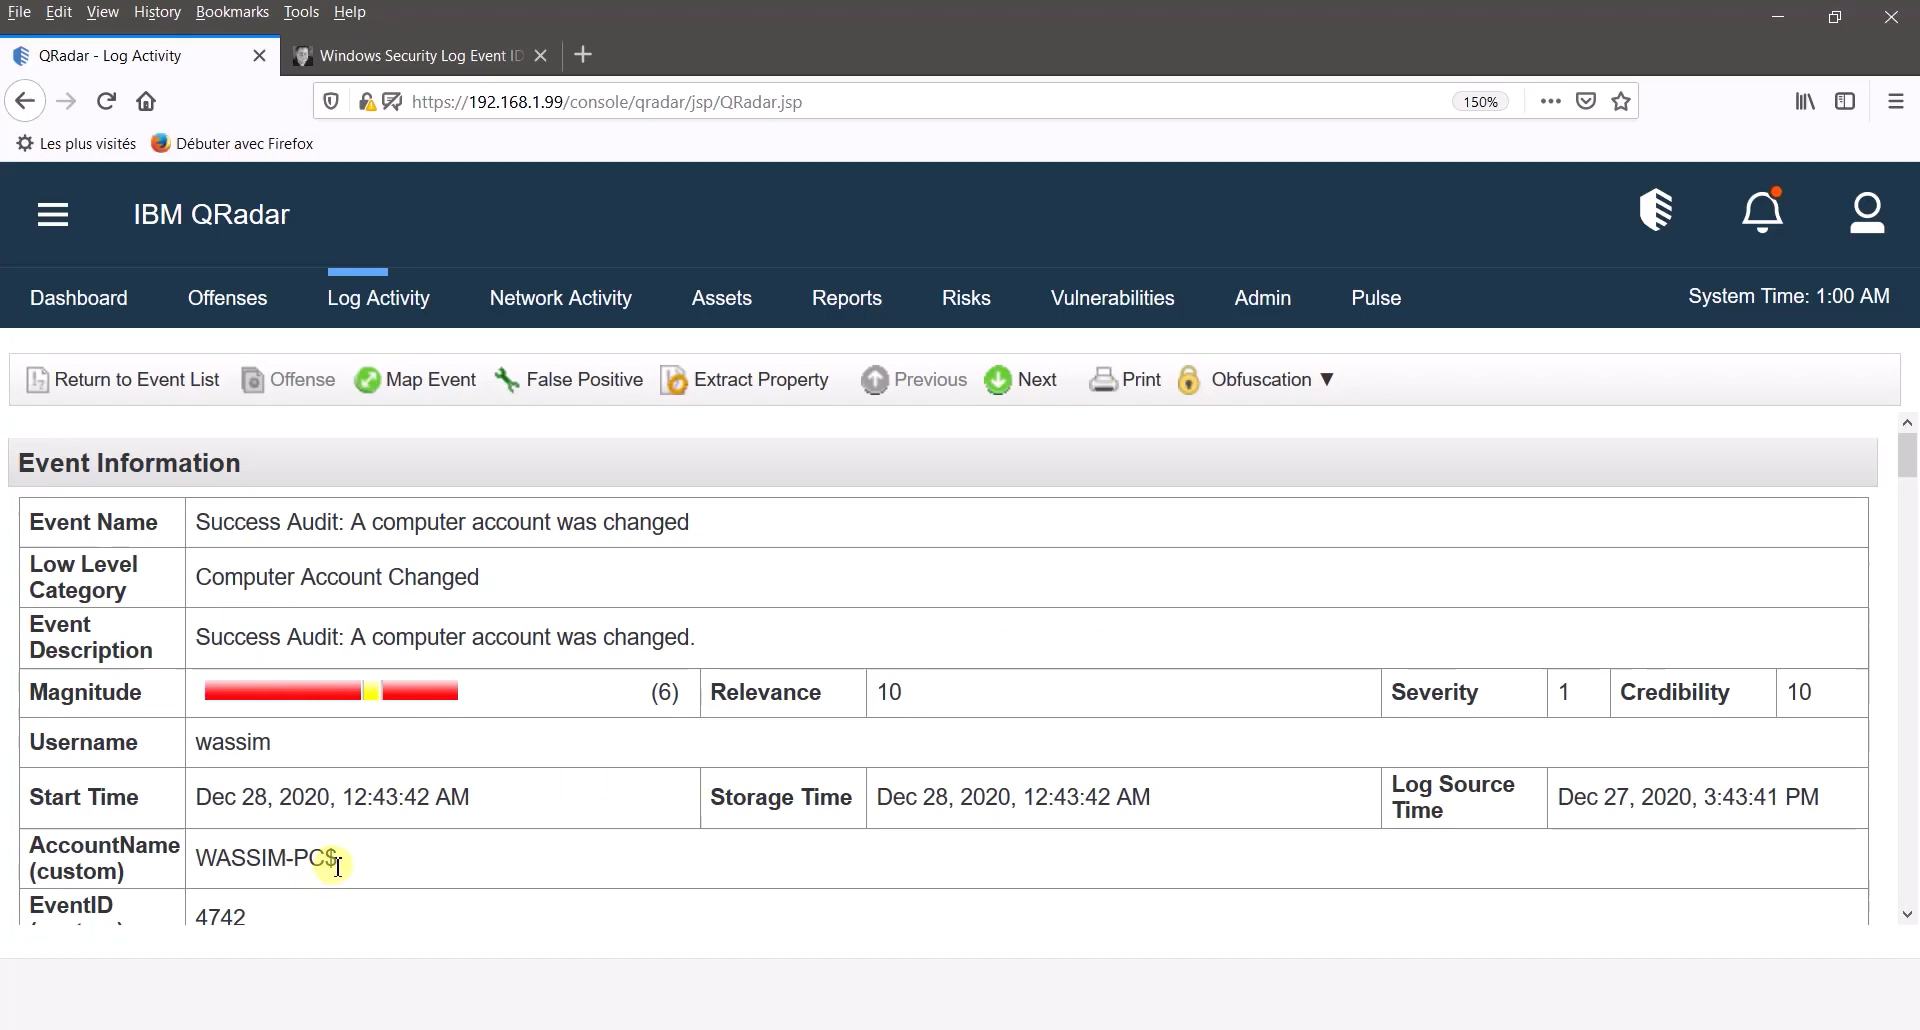 File Edit View History Bookmarks Tools Help
QRadar - Log Activity
Windows Security Log Event ID
https://192.168.1.99/console/qradar/jsp/QRadar.jsp
150%
Les plus visités
Débuter avec Firefox
IBM QRadar
Dashboard Offenses Log Activity Network Activity Assets Reports Risks Vulnerabilities Admin Pulse System Time: 1:00 AM
Return to Event List Offense Map Event False Positive Extract Property Previous Next Print Obfuscation ▼
Event Information
Event Name Success Audit: A computer account was changed
Low Level
Category
Computer Account Changed
Event
Description
Success Audit: A computer account was changed.
Magnitude (6) Relevance 10 Severity 1 Credibility 10
Username wassim
Start Time Dec 28, 2020, 12:43:42 AM Storage Time Dec 28, 2020, 12:43:42 AM
Log Source
Time
Dec 27, 2020, 3:43:41 PM
AccountName
(custom)
WASSIM-PC$
EventID
4742